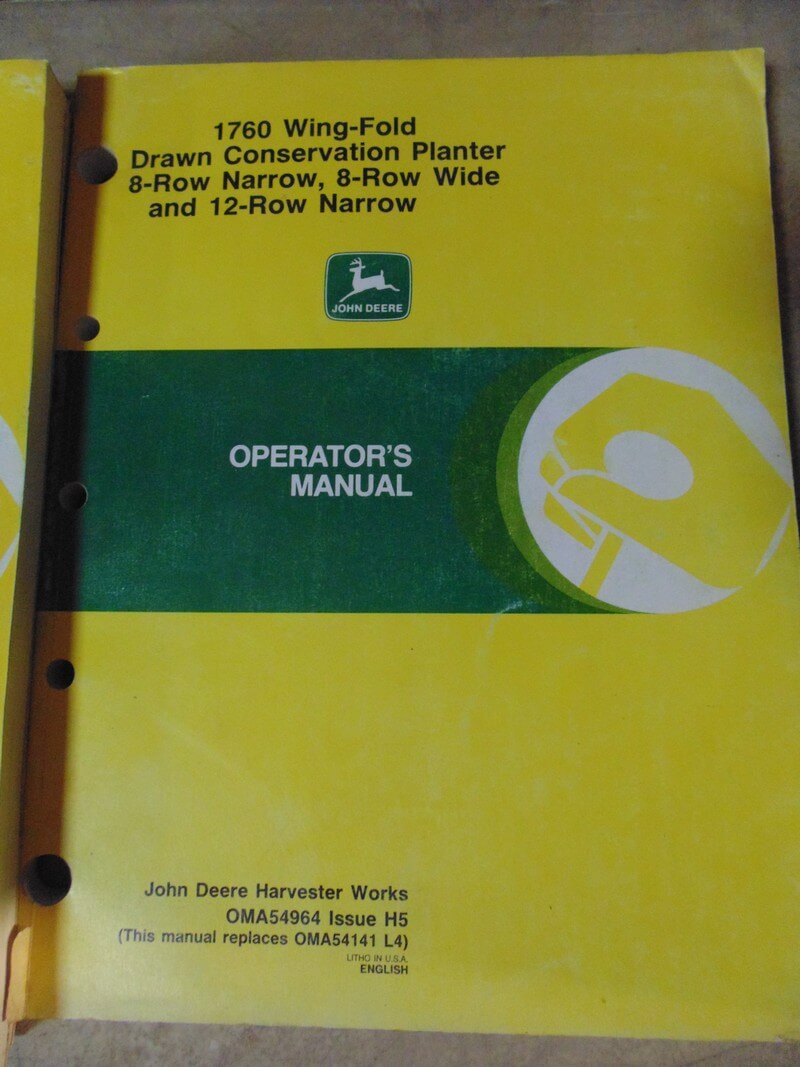 1760 Wing-Fold
Drawn Conservation Planter
8-Row Narrow, 8-Row Wide
and 12-Row Narrow
JOHN DEERE
OPERATOR'S
MANUAL
John Deere Harvester Works
OMA54964 Issue H5
(This manual replaces OMA54141 L4)
LITHO IN U.S.A.
ENGLISH